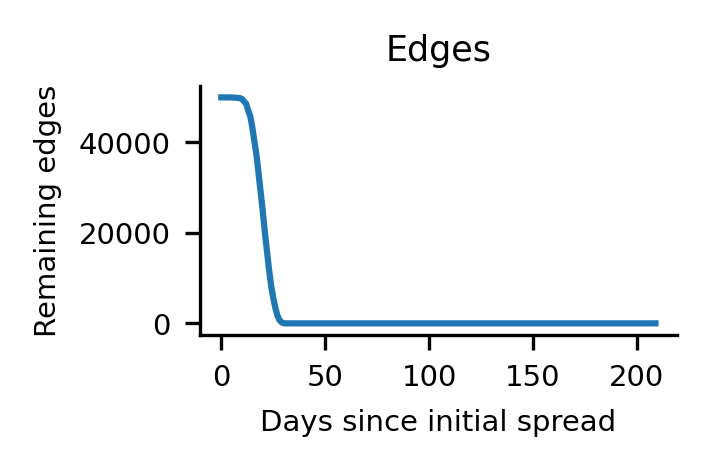 Edges
Remaining edges
40000
20000
0
0 50 100 150 200
Days since initial spread